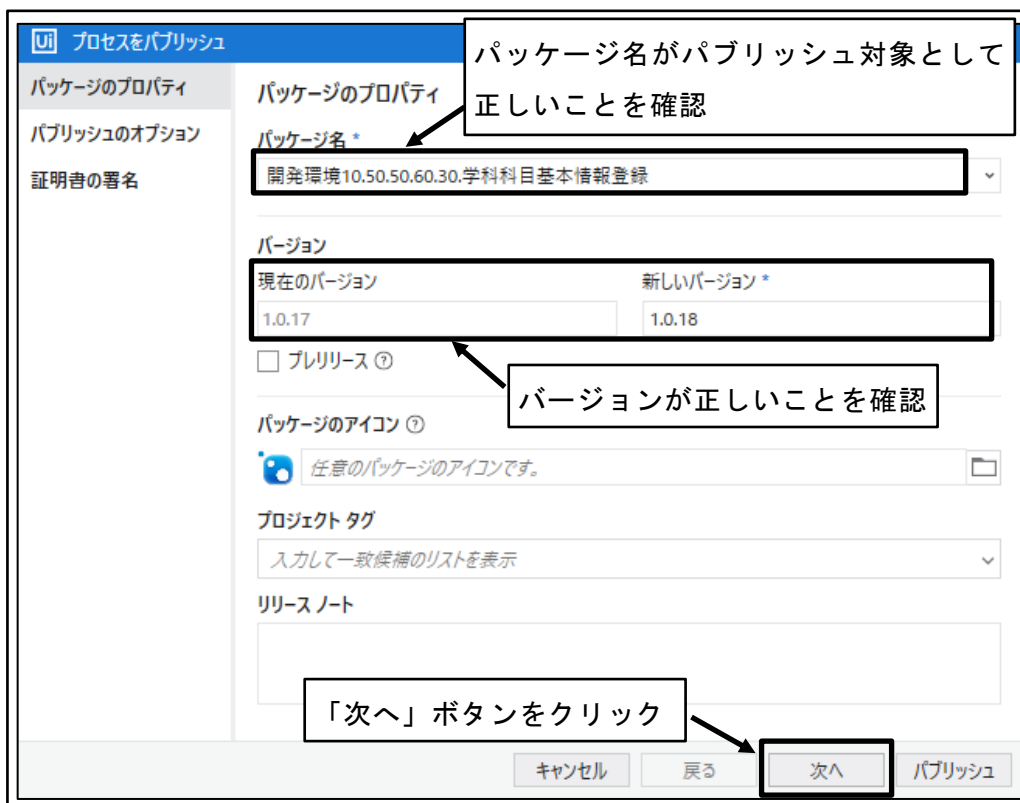 Ui プロセスをパブリッシュ
パッケージ名がパブリッシュ対象として
正しいことを確認
パッケージのプロパティ
パブリッシュのオプション
証明書の署名
パッケージのプロパティ
パッケージ名 *
開発環境10.50.50.60.30.学科科目基本情報登録
バージョン
現在のバージョン
新しいバージョン *
1.0.17
1.0.18
プレリリース ?
バージョンが正しいことを確認
パッケージのアイコン ?
任意のパッケージのアイコンです。
プロジェクト タグ
入力して一致候補のリストを表示
リリース ノート
「次へ」ボタンをクリック
キャンセル
戻る
次へ
パブリッシュ